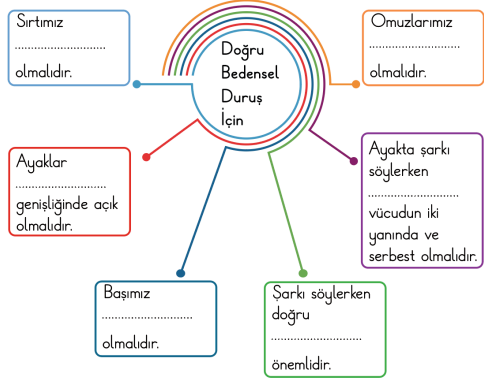 Doğru
Bedensel
Duruş
İçin
Sırtımız
..............................
olmalıdır.
Omuzlarımız
..............................
olmalıdır.
Ayaklar
..............................
genişliğinde açık
olmalıdır.
Ayakta şarkı
söylerken
..............................
vücudun iki
yanında ve
serbest olmalıdır.
Başımız
..............................
olmalıdır.
Şarkı söylerken
doğru
..............................
önemlidir.